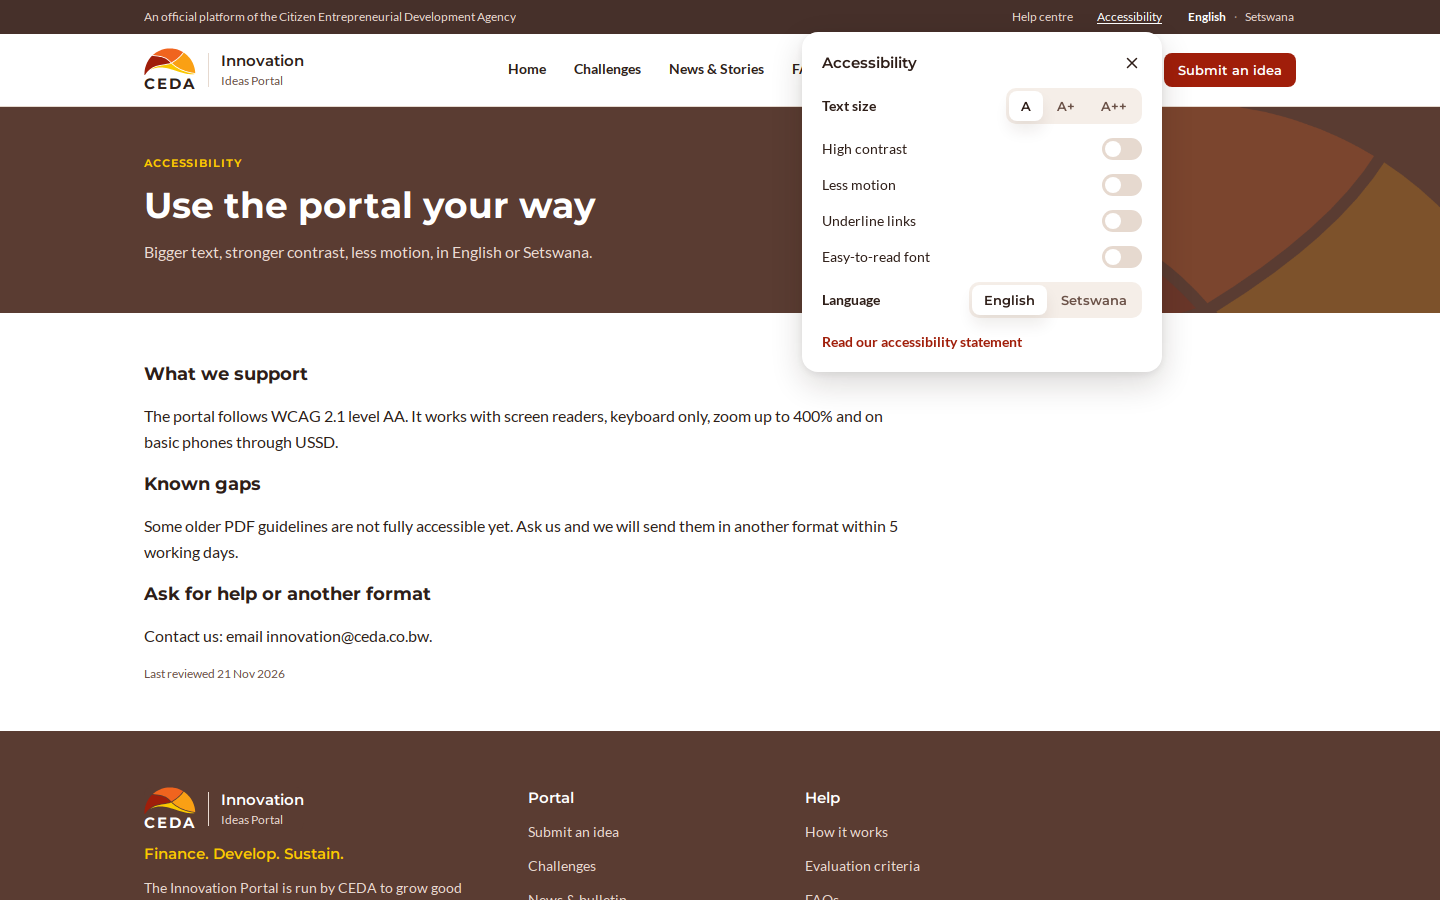 An official platform of the Citizen Entrepreneurial Development Agency
Help centre
Accessibility
English · Setswana
CEDA
Innovation
Ideas Portal
Home
Challenges
News & Stories
Submit an idea
Accessibility
Text size
A
A+
A++
High contrast
Less motion
Underline links
Easy-to-read font
Language
English
Setswana
Read our accessibility statement
ACCESSIBILITY
Use the portal your way
Bigger text, stronger contrast, less motion, in English or Setswana.
What we support
The portal follows WCAG 2.1 level AA. It works with screen readers, keyboard only, zoom up to 400% and on
basic phones through USSD.
Known gaps
Some older PDF guidelines are not fully accessible yet. Ask us and we will send them in another format within 5
working days.
Ask for help or another format
Contact us: email innovation@ceda.co.bw.
Last reviewed 21 Nov 2026
CEDA
Innovation
Ideas Portal
Finance. Develop. Sustain.
The Innovation Portal is run by CEDA to grow good
Portal
Submit an idea
Challenges
News & bulletin
Help
How it works
Evaluation criteria
FAQs